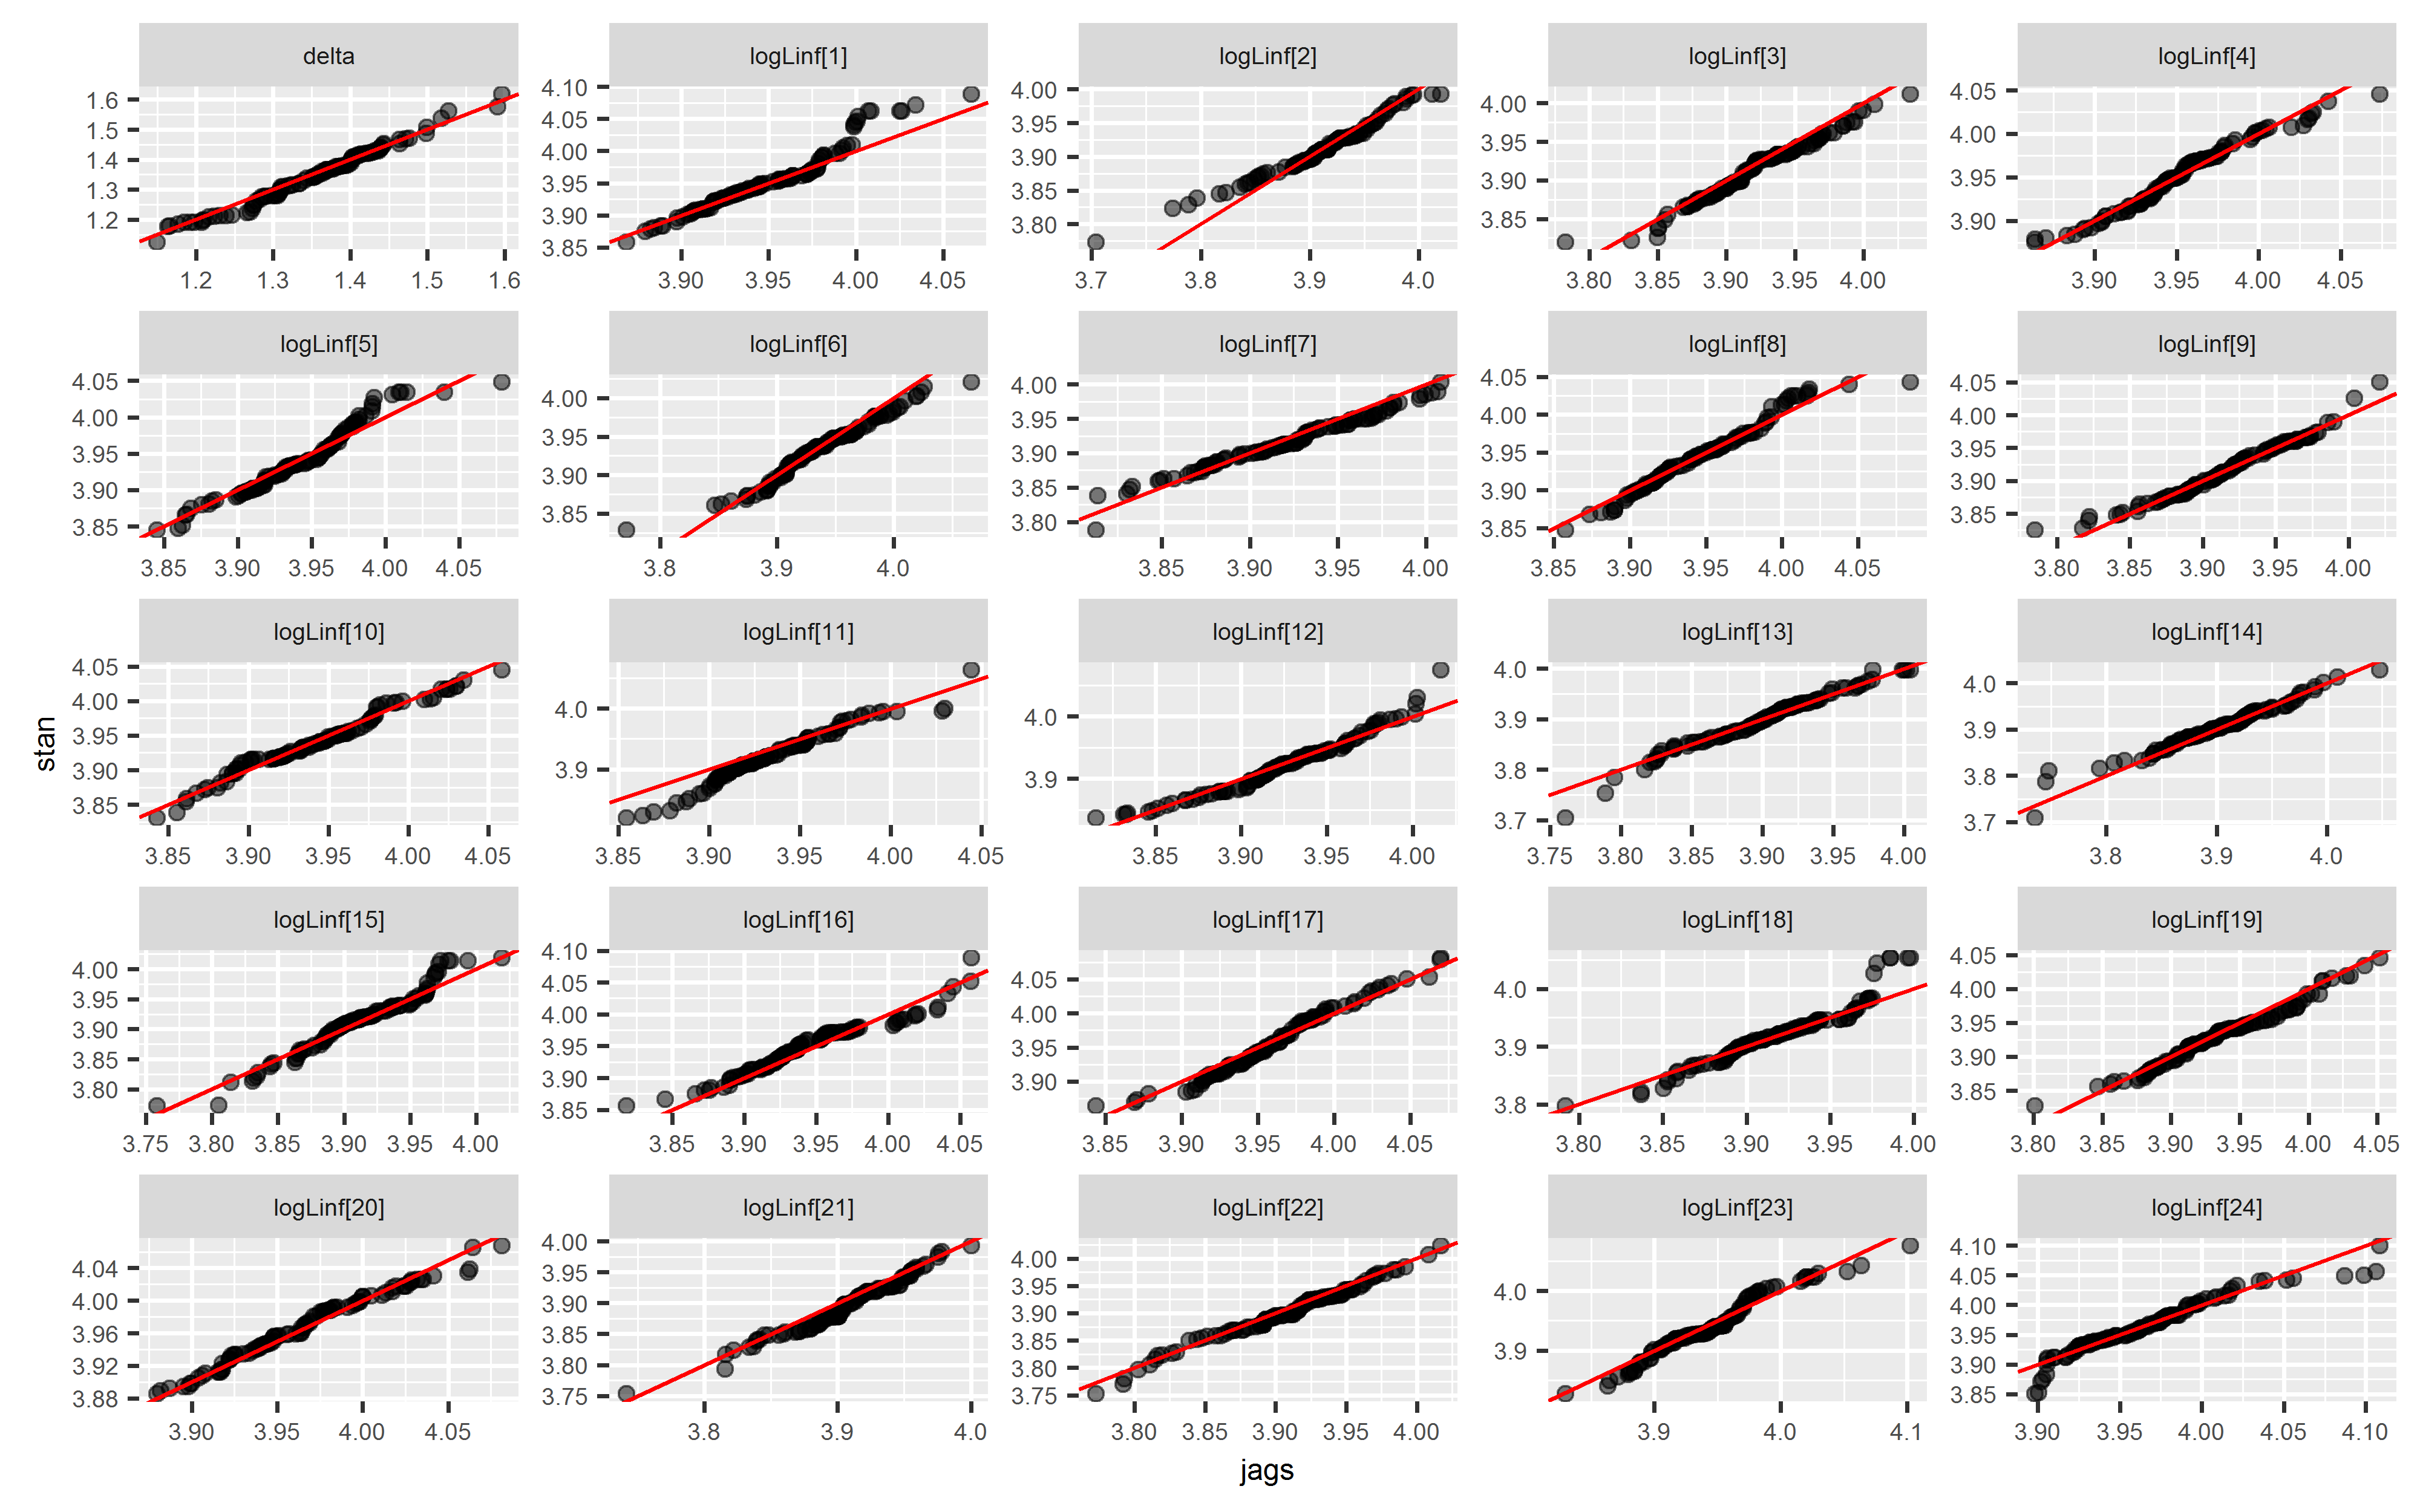 delta logLinf[1] logLinf[2] logLinf[3] logLinf[4]
1.6 1.5 1.4 1.3 1.2
4.10 4.05 4.00 3.95 3.90 3.85
4.00 3.95 3.90 3.85 3.80
4.00 3.95 3.90 3.85
4.05 4.00 3.95 3.90
1.2 1.3 1.4 1.5 1.6
3.90 3.95 4.00 4.05
3.7 3.8 3.9 4.0
3.80 3.85 3.90 3.95 4.00
3.90 3.95 4.00 4.05
logLinf[5] logLinf[6] logLinf[7] logLinf[8] logLinf[9]
4.05 4.00 3.95 3.90 3.85
4.00 3.95 3.90 3.85
4.00 3.95 3.90 3.85 3.80
4.05 4.00 3.95 3.90 3.85
4.05 4.00 3.95 3.90 3.85
3.85 3.90 3.95 4.00 4.05
3.8 3.9 4.0
3.85 3.90 3.95 4.00
3.85 3.90 3.95 4.00 4.05
3.80 3.85 3.90 3.95 4.00
logLinf[10] logLinf[11] logLinf[12] logLinf[13] logLinf[14]
4.05 4.00 3.95 3.90 3.85
4.0 3.9
4.0 3.9
4.0 3.9 3.8 3.7
4.0 3.9 3.8 3.7
3.85 3.90 3.95 4.00 4.05
3.85 3.90 3.95 4.00 4.05
3.85 3.90 3.95 4.00
3.75 3.80 3.85 3.90 3.95 4.00
3.8 3.9 4.0
stan
logLinf[15] logLinf[16] logLinf[17] logLinf[18] logLinf[19]
4.00 3.95 3.90 3.85 3.80
4.10 4.05 4.00 3.95 3.90 3.85
4.05 4.00 3.95 3.90
4.0 3.9 3.8
4.05 4.00 3.95 3.90 3.85
3.75 3.80 3.85 3.90 3.95 4.00
3.85 3.90 3.95 4.00 4.05
3.85 3.90 3.95 4.00 4.05
3.80 3.85 3.90 3.95 4.00
3.80 3.85 3.90 3.95 4.00 4.05
logLinf[20] logLinf[21] logLinf[22] logLinf[23] logLinf[24]
4.04 4.00 3.96 3.92 3.88
4.00 3.95 3.90 3.85 3.80 3.75
4.00 3.95 3.90 3.85 3.80 3.75
4.0 3.9
4.10 4.05 4.00 3.95 3.90 3.85
3.90 3.95 4.00 4.05
3.8 3.9 4.0
3.80 3.85 3.90 3.95 4.00
3.9 4.0 4.1
3.90 3.95 4.00 4.05 4.10
jags